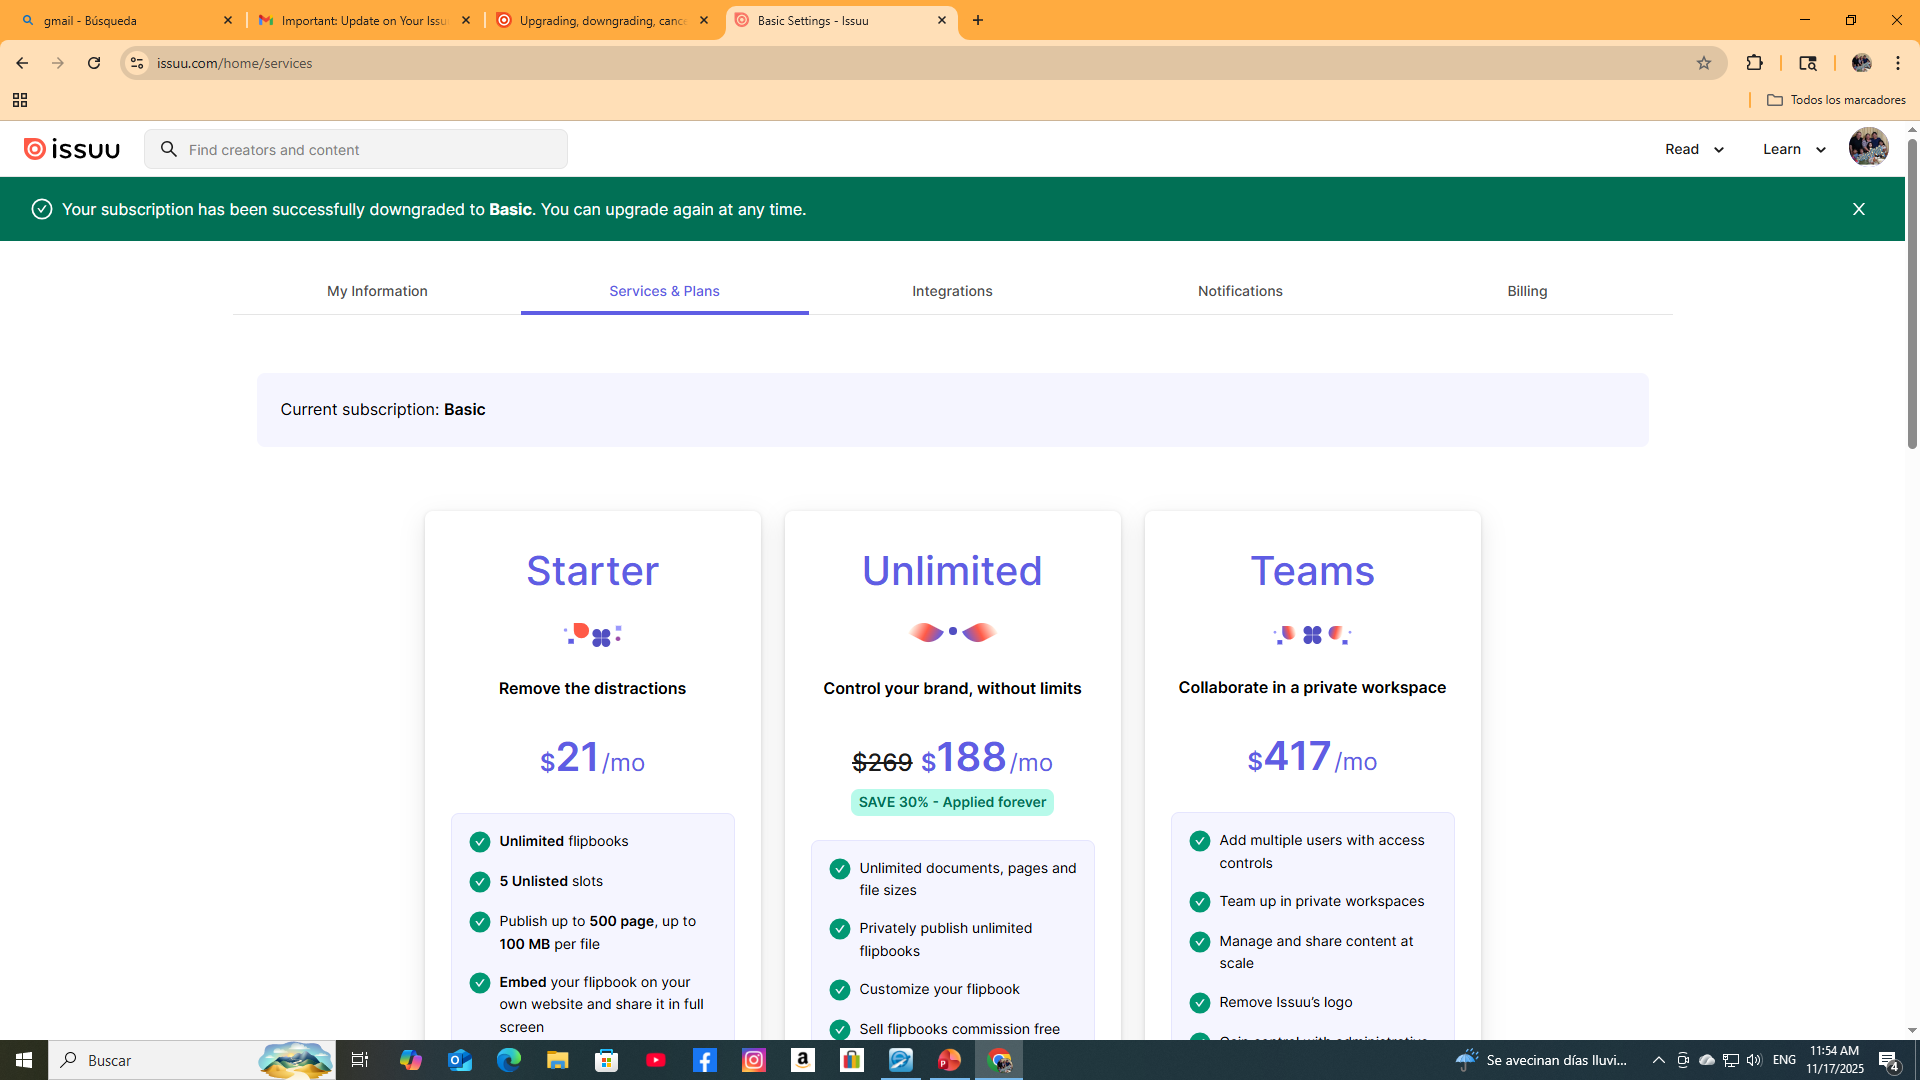 gmail - Búsqueda
Important: Update on Your Issu
Upgrading, downgrading, cance
Basic Settings - Issuu
issuu.com/home/services
Todos los marcadores
issuu
Find creators and content
Read
Learn
Your subscription has been successfully downgraded to Basic. You can upgrade again at any time.
My Information
Services & Plans
Integrations
Notifications
Billing
Current subscription: Basic
Starter
Remove the distractions
$21/mo
Unlimited flipbooks
5 Unlisted slots
Publish up to 500 page, up to
100 MB per file
Embed your flipbook on your
own website and share it in full
screen
Unlimited
Control your brand, without limits
$269 $188/mo
SAVE 30% - Applied forever
Unlimited documents, pages and
file sizes
Privately publish unlimited
flipbooks
Customize your flipbook
Sell flipbooks commission free
Teams
Collaborate in a private workspace
$417/mo
Add multiple users with access
controls
Team up in private workspaces
Manage and share content at
scale
Remove Issuu's logo
Gain control with administrative
Buscar
Se avecinan días lluvi...
ENG
11:54 AM
11/17/2025
4